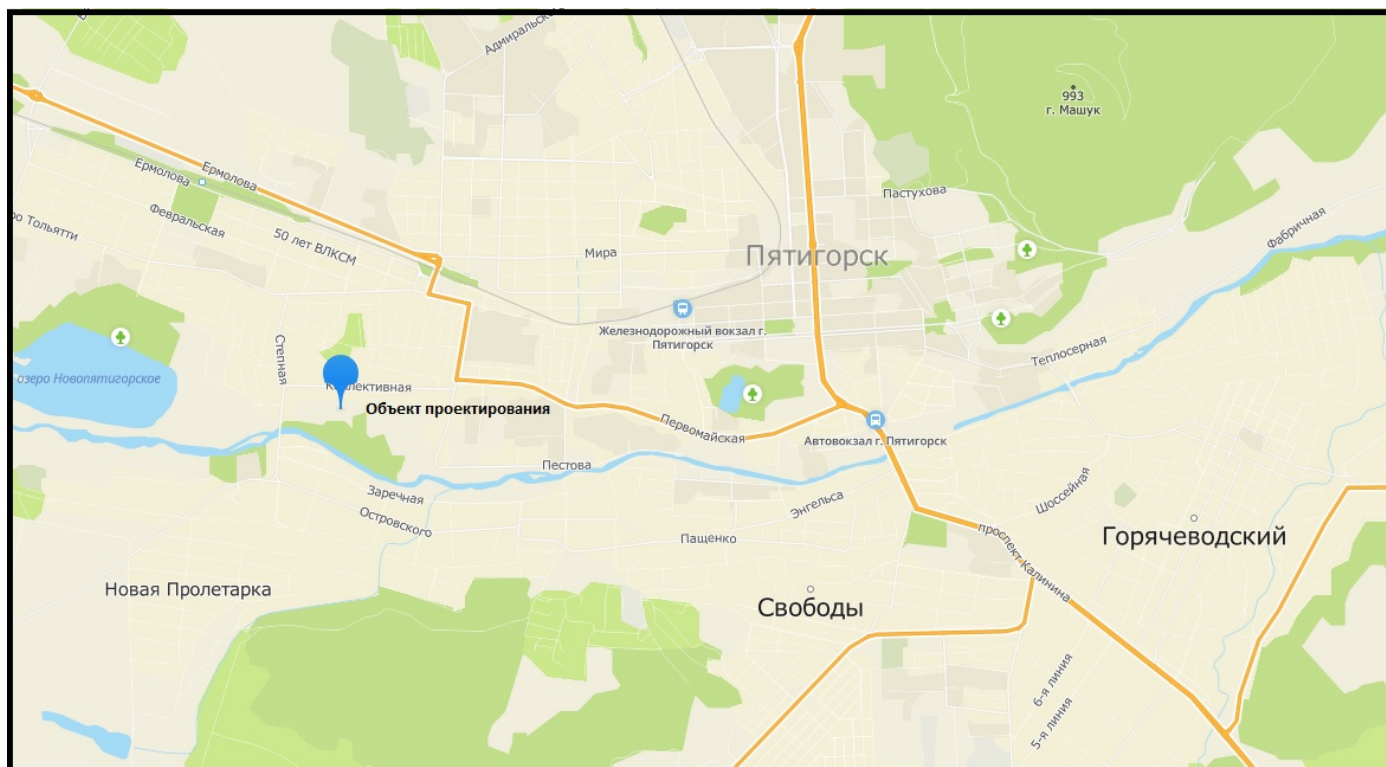 Адмиральская
993
г. Машук
Ермолова
Ермолова
Пастухова
Февральская
Фабричная
Тольятти
50 лет ВЛКСМ
Мира
Пятигорск
Железнодорожный вокзал г.
Пятигорск
Степная
Теплосерная
озеро Новопятигорское
Объект проектирования
Первомайская
Автовокзал г. Пятигорск
Пестова
Шоссейная
Заречная
Энгельса
Островского
Пащенко
проспект Калинина
Горячеводский
Новая Пролетарка
Свободы
6-я линия
5-я линия